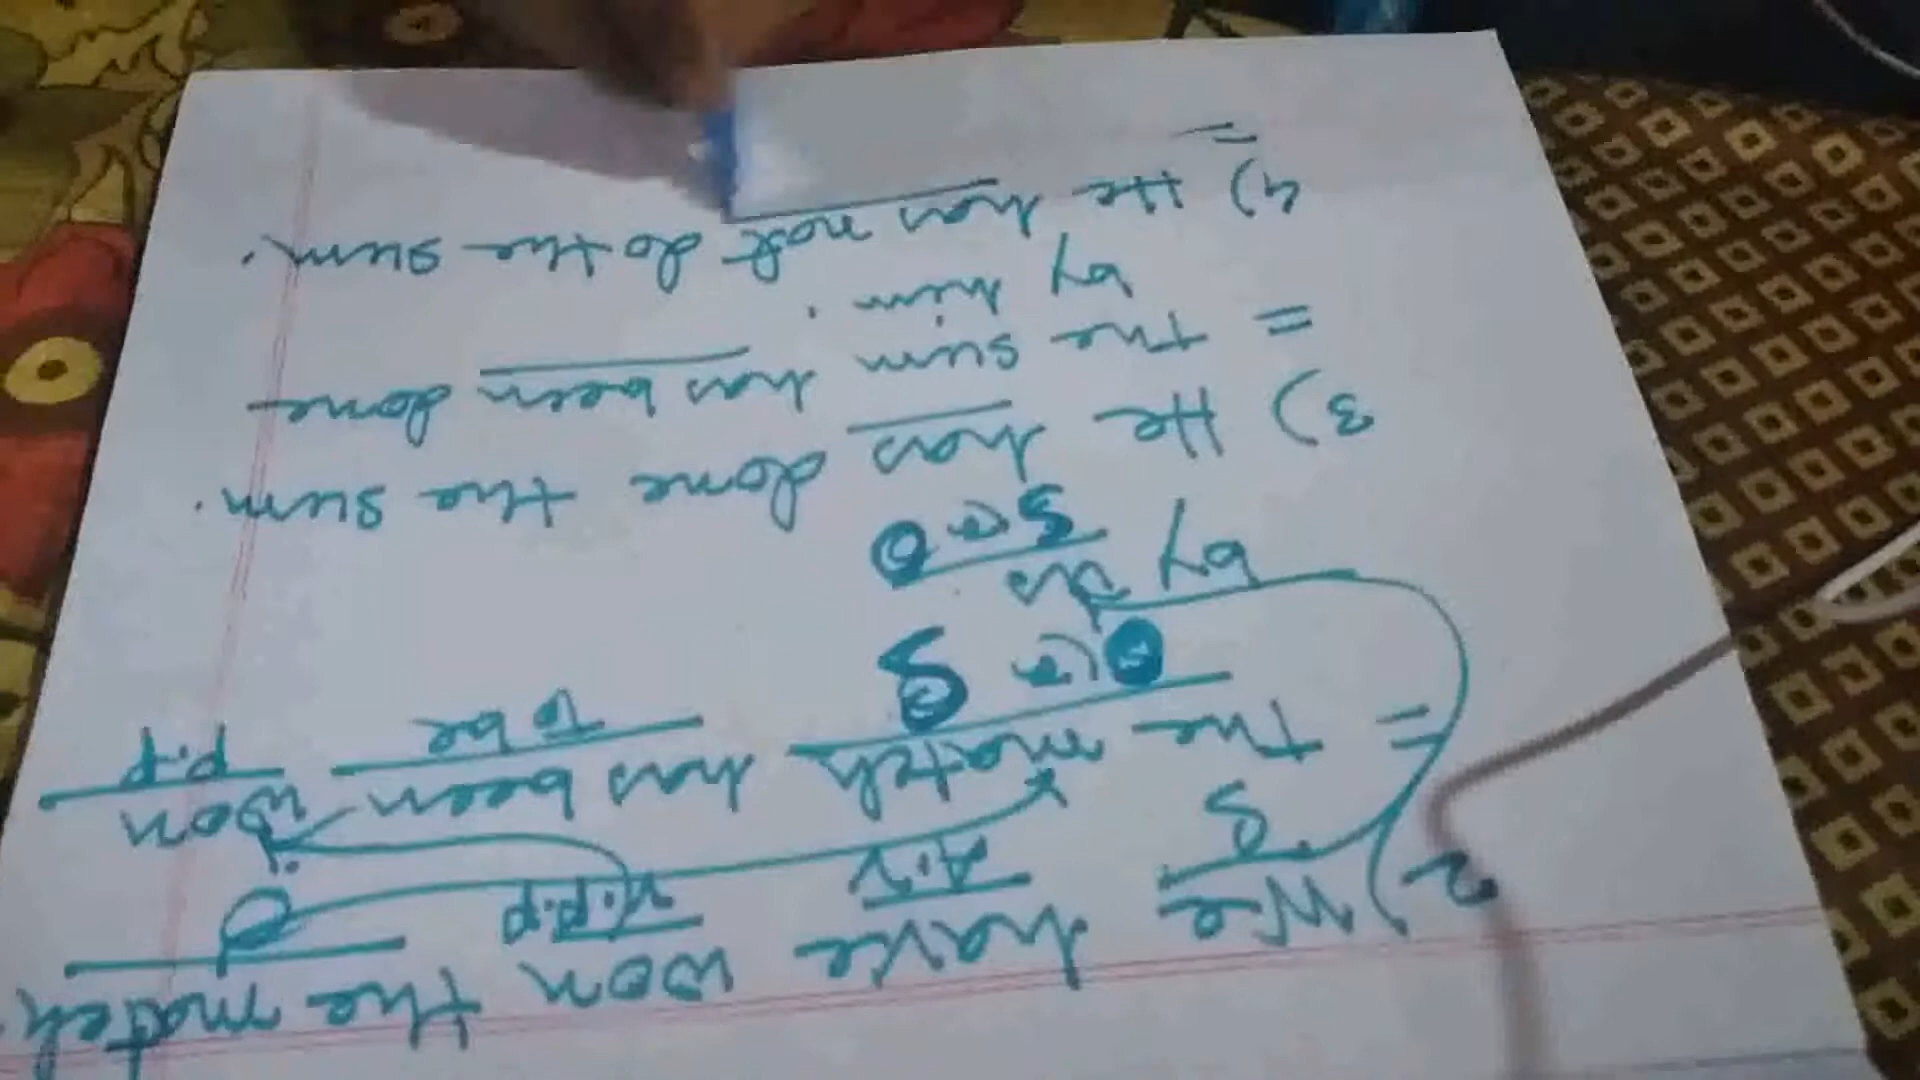 2) We have won the match.
S A.V V.P.P O
= The match has been won
O S to be P.P
by us
S O
3) He has done the sum.
= The sum has been done
by him.
4) He has not do the sum.
=